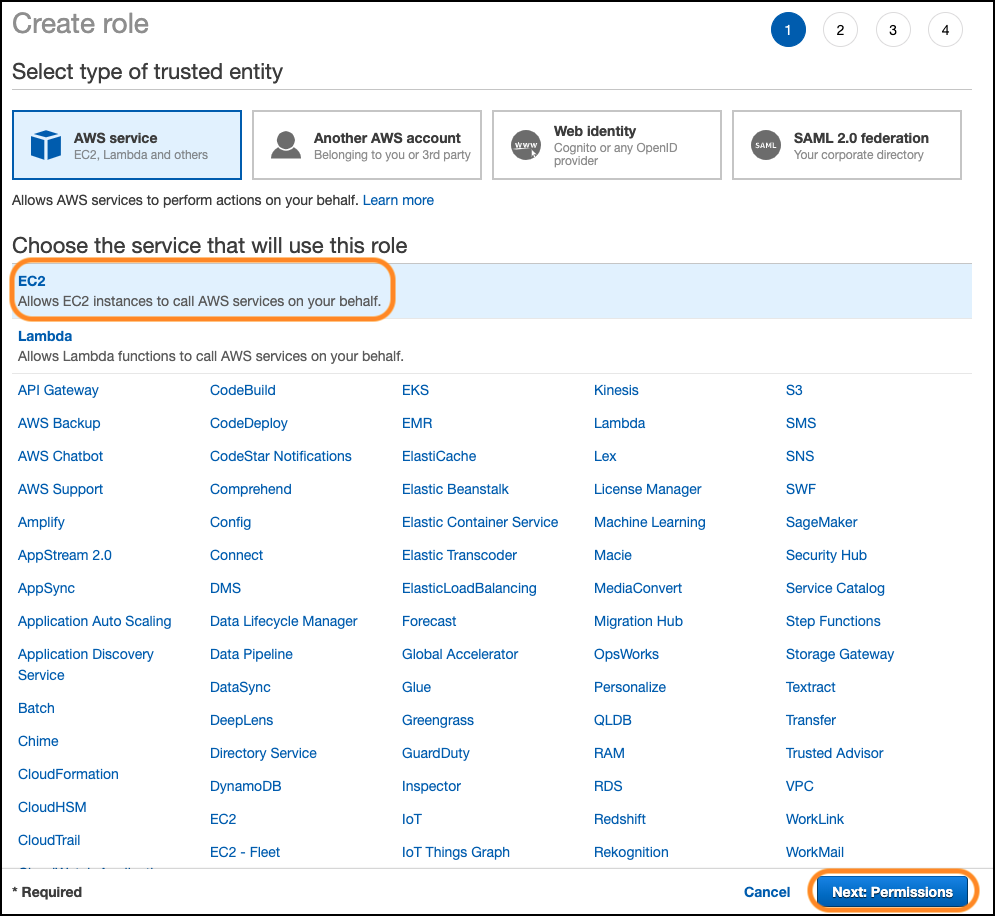 Create role
1 2 3 4
Select type of trusted entity
AWS service
EC2, Lambda and others
Another AWS account
Belonging to you or 3rd party
WWW
Web identity
Cognito or any OpenID
provider
SAML
SAML 2.0 federation
Your corporate directory
Allows AWS services to perform actions on your behalf. Learn more
Choose the service that will use this role
EC2
Allows EC2 instances to call AWS services on your behalf.
Lambda
Allows Lambda functions to call AWS services on your behalf.
API Gateway
AWS Backup
AWS Chatbot
AWS Support
Amplify
AppStream 2.0
AppSync
Application Auto Scaling
Application Discovery
Service
Batch
Chime
CloudFormation
CloudHSM
CloudTrail
CodeBuild
CodeDeploy
CodeStar Notifications
Comprehend
Config
Connect
DMS
Data Lifecycle Manager
Data Pipeline
DataSync
DeepLens
Directory Service
DynamoDB
EC2
EC2 - Fleet
EKS
EMR
ElastiCache
Elastic Beanstalk
Elastic Container Service
Elastic Transcoder
ElasticLoadBalancing
Forecast
Global Accelerator
Glue
Greengrass
GuardDuty
Inspector
IoT
IoT Things Graph
Kinesis
Lambda
Lex
License Manager
Machine Learning
Macie
MediaConvert
Migration Hub
OpsWorks
Personalize
QLDB
RAM
RDS
Redshift
Rekognition
S3
SMS
SNS
SWF
SageMaker
Security Hub
Service Catalog
Step Functions
Storage Gateway
Textract
Transfer
Trusted Advisor
VPC
WorkLink
WorkMail
* Required
Cancel
Next: Permissions